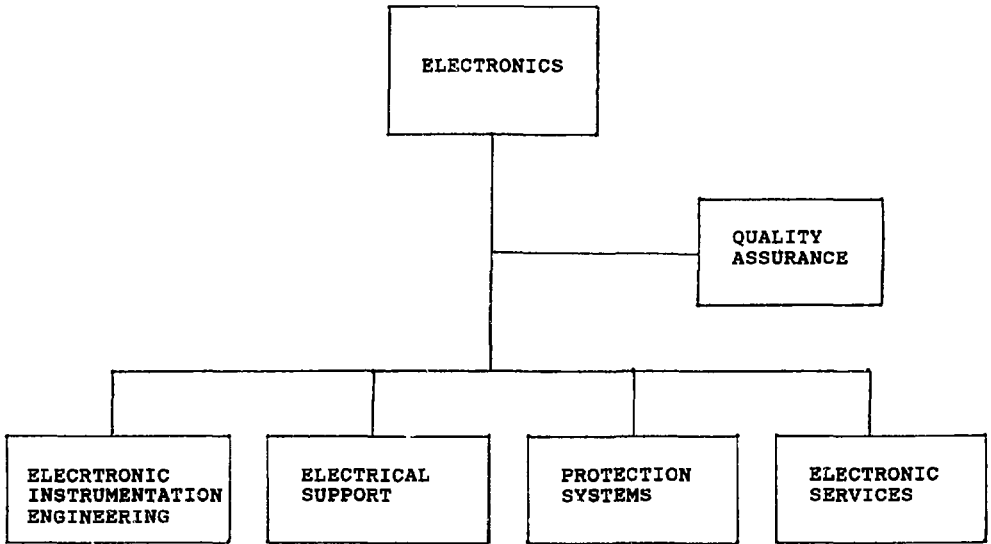 ELECTRONICS
QUALITY
ASSURANCE
ELECRTRONIC
INSTRUMENTATION
ENGINEERING
ELECTRICAL
SUPPORT
PROTECTION
SYSTEMS
ELECTRONIC
SERVICES